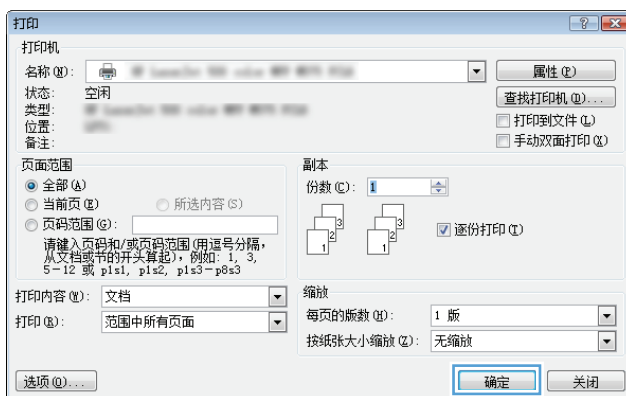 打印
打印机
名称(N):
属性(P)
状态: 空闲
查找打印机(D)...
类型:
位置:
打印到文件(L)
备注:
手动双面打印(X)
页面范围
副本
全部(A)
份数(C): 1
当前页(E) 所选内容(S)
页码范围(G):
逐份打印(T)
请键入页码和/或页码范围(用逗号分隔，
从文档或节的开头算起)，例如: 1, 3,
5-12 或 p1s1, p1s2, p1s3-p8s3
1 2 3
1 2 3
打印内容(W): 文档
缩放
打印(R): 范围中所有页面
每页的版数(H): 1 版
按纸张大小缩放(Z): 无缩放
选项(O)...
确定
关闭